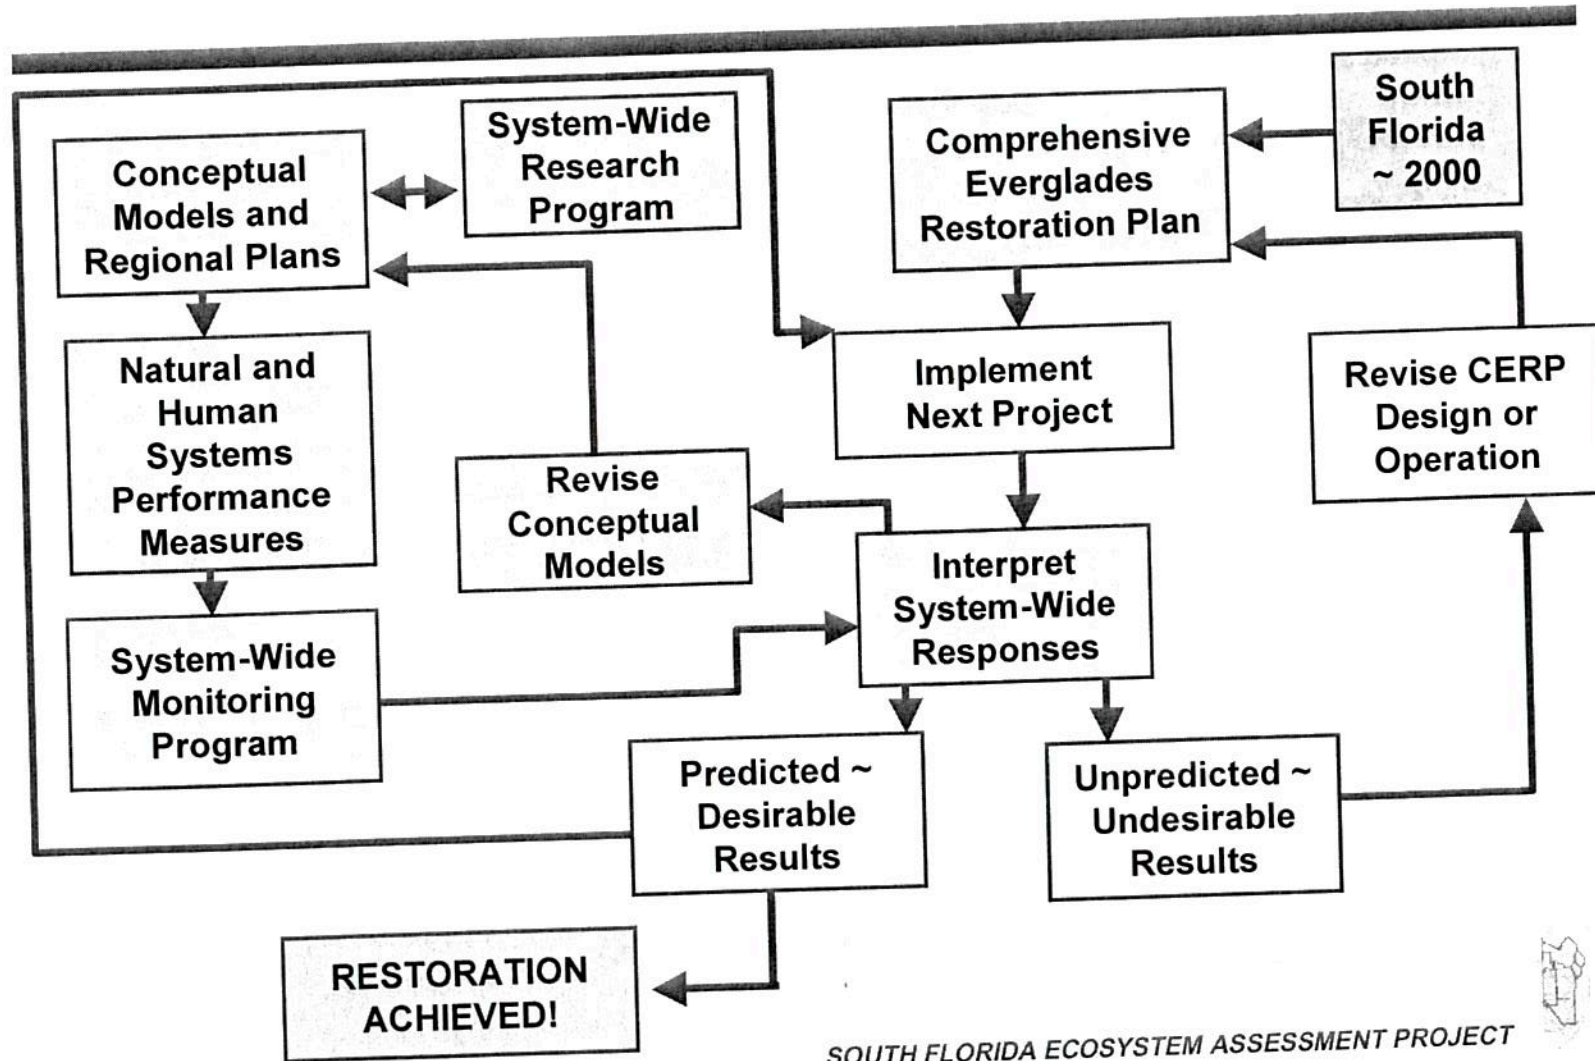 South
Florida
~ 2000
Comprehensive
Everglades
Restoration Plan
System-Wide
Research
Program
Conceptual
Models and
Regional Plans
Natural and
Human
Systems
Performance
Measures
Implement
Next Project
Revise CERP
Design or
Operation
Revise
Conceptual
Models
Interpret
System-Wide
Responses
System-Wide
Monitoring
Program
Predicted ~
Desirable
Results
Unpredicted ~
Undesirable
Results
RESTORATION
ACHIEVED!
SOUTH FLORIDA ECOSYSTEM ASSESSMENT PROJECT